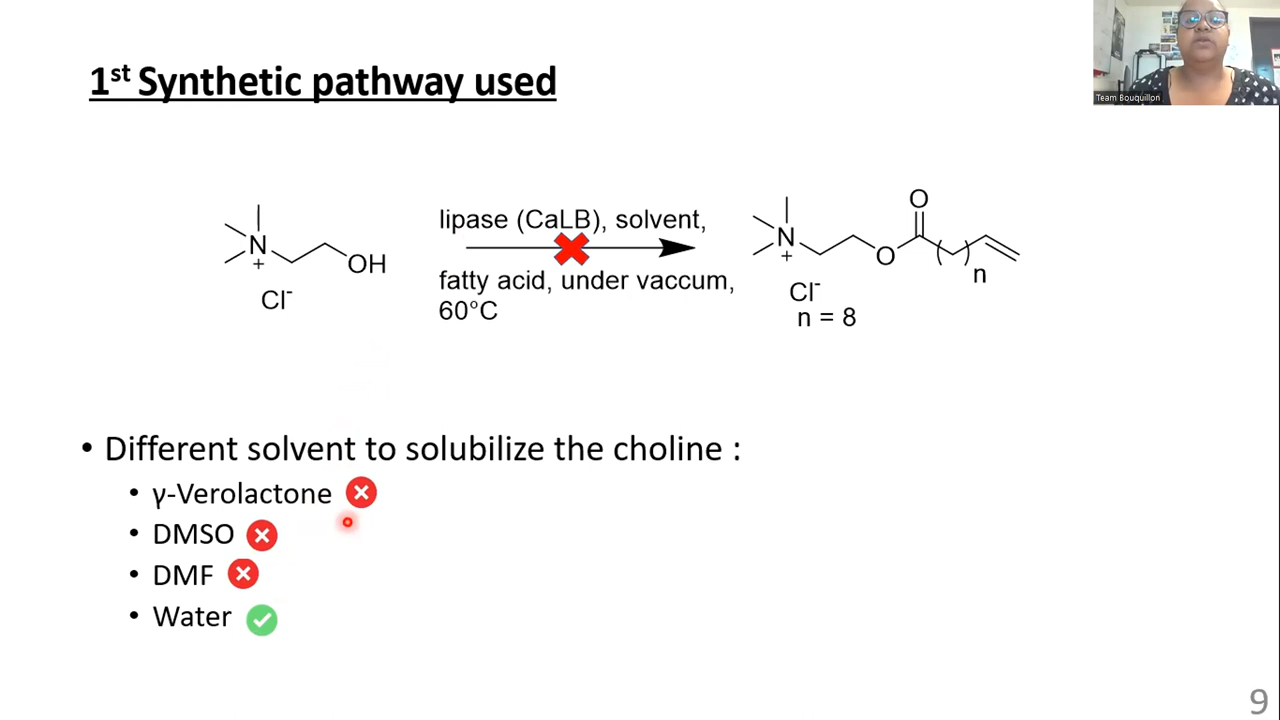 1st Synthetic pathway used
Team Bouquillon
N
+
OH
Cl-
lipase (CaLB), solvent,
fatty acid, under vaccum,
60°C
O
N
+
O
n
Cl-
n = 8
• Different solvent to solubilize the choline :
• γ-Verolactone
• DMSO
• DMF
• Water
9